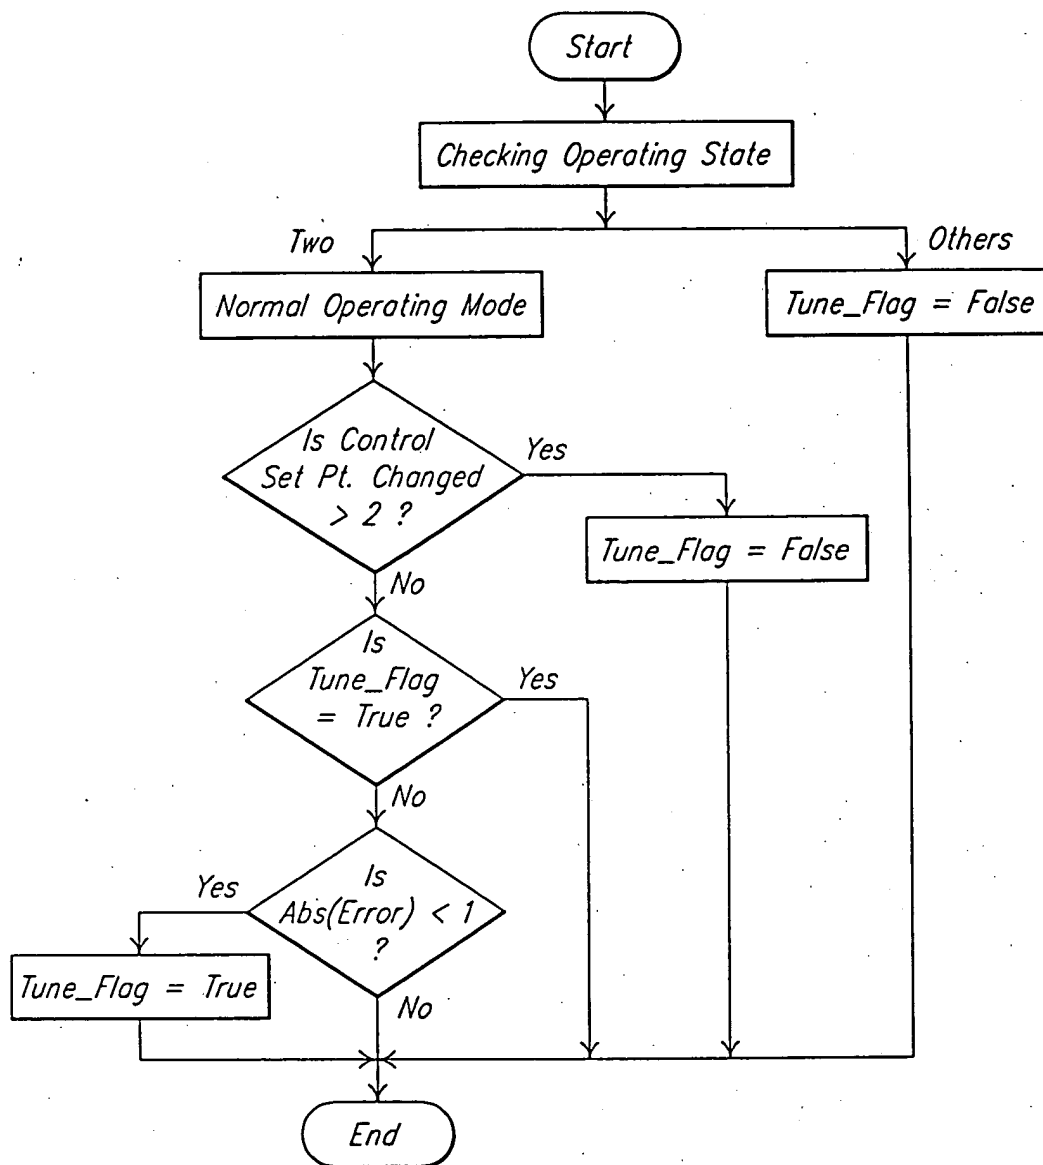 Start
Checking Operating State
Two
Others
Normal Operating Mode
Tune_Flag = False
Is Control
Set Pt. Changed
> 2 ?
Yes
Tune_Flag = False
No
Is
Tune_Flag
= True ?
Yes
No
Is
Abs(Error) < 1
?
Yes
Tune_Flag = True
No
End